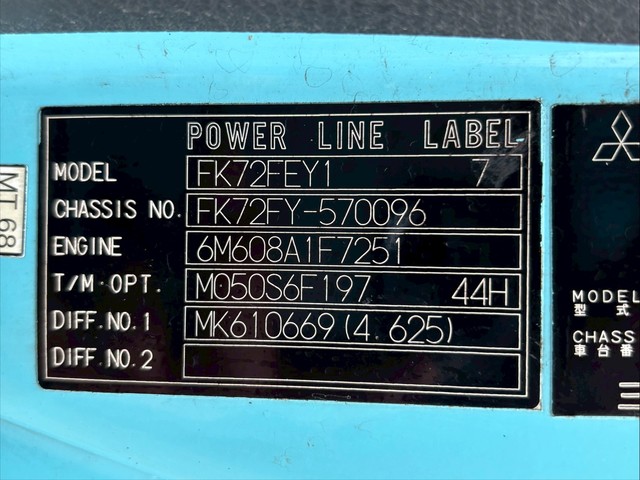 POWER LINE LABEL
MODEL FK72FEY1 7
CHASSIS NO. FK72FY-570096
ENGINE 6M608A1F7251
T/M·OPT. M050S6F197 44H
DIFF.NO.1 MK610669(4.625)
DIFF.NO.2
MT 68
MODEL
型式
CHASS
車台番